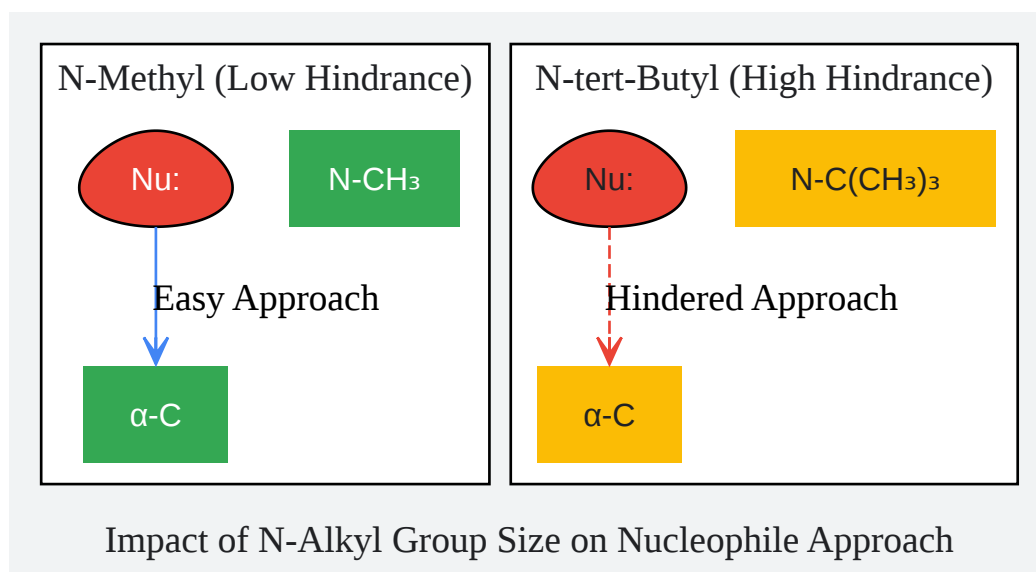 N-Methyl (Low Hindrance)
Nu:
N-CH₃
Easy Approach
α-C
N-tert-Butyl (High Hindrance)
Nu:
N-C(CH₃)₃
Hindered Approach
α-C
Impact of N-Alkyl Group Size on Nucleophile Approach